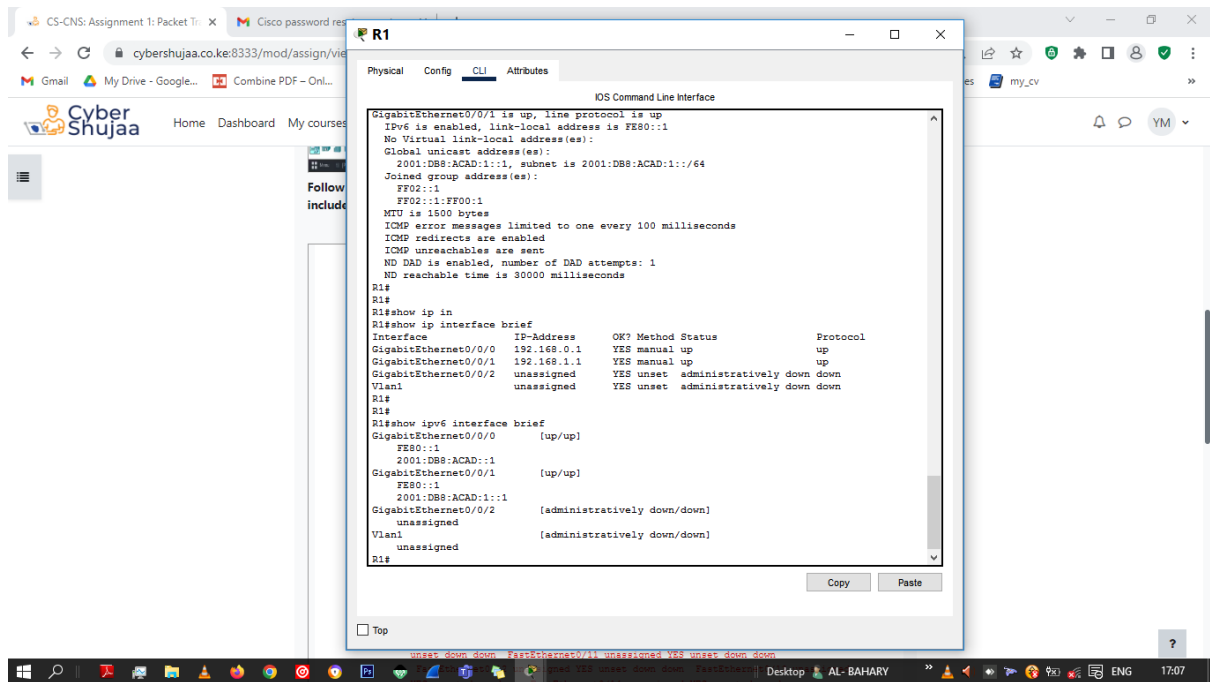 CS-CNS: Assignment 1: Packet Tr
Cisco password res
cybershujaa.co.ke:8333/mod/assign/vie
Gmail My Drive - Google... Combine PDF – Onl...
es my_cv »
Cyber
Shujaa
Home Dashboard My courses
YM
Follow
include
R1
Physical Config CLI Attributes
IOS Command Line Interface
GigabitEthernet0/0/1 is up, line protocol is up
IPv6 is enabled, link-local address is FE80::1
No Virtual link-local address(es):
Global unicast address(es):
2001:DB8:ACAD:1::1, subnet is 2001:DB8:ACAD:1::/64
Joined group address(es):
FF02::1
FF02::1:FF00:1
MTU is 1500 bytes
ICMP error messages limited to one every 100 milliseconds
ICMP redirects are enabled
ICMP unreachables are sent
ND DAD is enabled, number of DAD attempts: 1
ND reachable time is 30000 milliseconds
R1#
R1#
R1#show ip in
R1#show ip interface brief
Interface IP-Address OK? Method Status Protocol
GigabitEthernet0/0/0 192.168.0.1 YES manual up up
GigabitEthernet0/0/1 192.168.1.1 YES manual up up
GigabitEthernet0/0/2 unassigned YES unset administratively down down
Vlan1 unassigned YES unset administratively down down
R1#
R1#
R1#show ipv6 interface brief
GigabitEthernet0/0/0 [up/up]
FE80::1
2001:DB8:ACAD::1
GigabitEthernet0/0/1 [up/up]
FE80::1
2001:DB8:ACAD:1::1
GigabitEthernet0/0/2 [administratively down/down]
unassigned
Vlan1 [administratively down/down]
unassigned
R1#
Copy Paste
Top
?
unset down down FastEthernet0/11 unassigned YES unset down down
Desktop AL- BAHARY » ENG 17:07